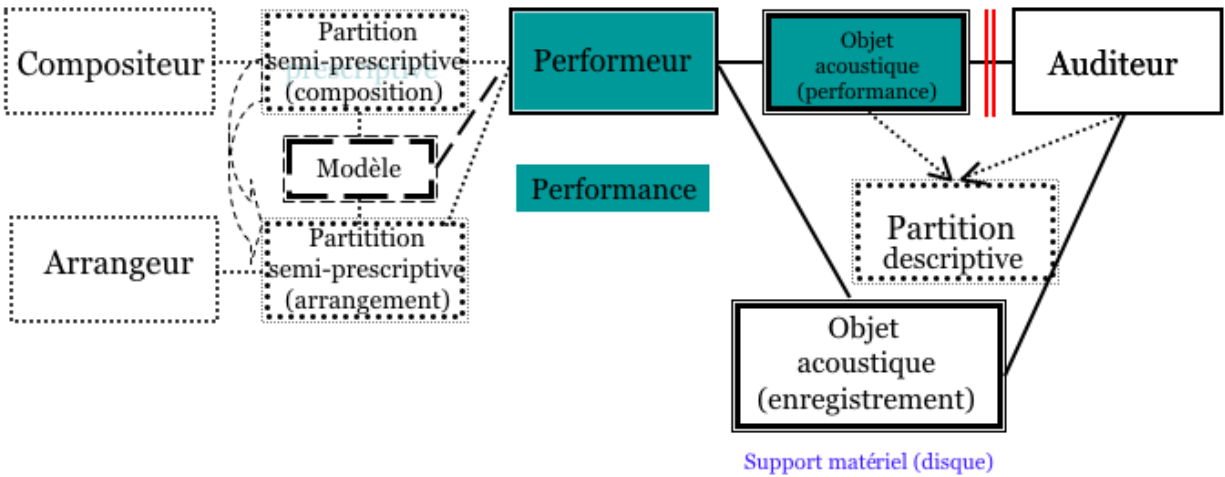 Compositeur
Partition
semi-prescriptive
prescriptive
(composition)
Performeur
Objet
acoustique
(performance)
Auditeur
Modèle
Performance
Arrangeur
Partitition
semi-prescriptive
(arrangement)
Partition
descriptive
Objet
acoustique
(enregistrement)
Support matériel (disque)